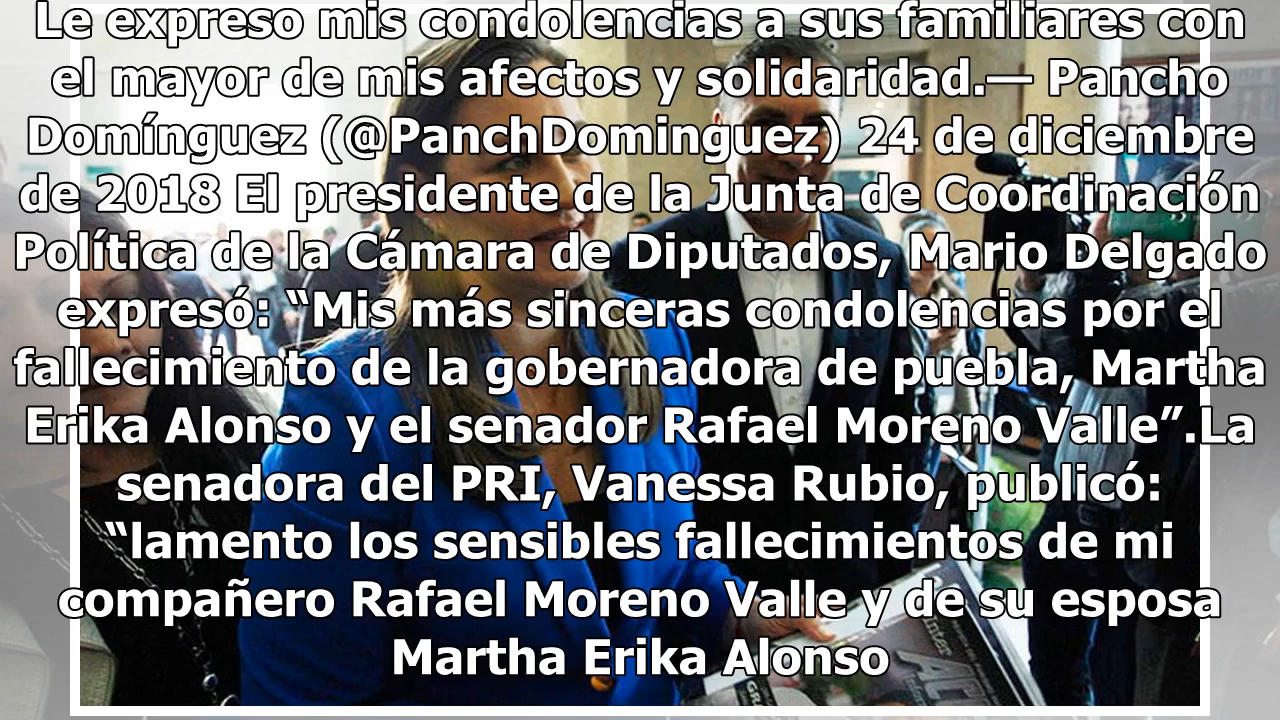 Le expreso mis condolencias a sus familiares con
el mayor de mis afectos y solidaridad.— Pancho
Domínguez (@PanchDominguez) 24 de diciembre
de 2018 El presidente de la Junta de Coordinación
Política de la Cámara de Diputados, Mario Delgado
expresó: “Mis más sinceras condolencias por el
fallecimiento de la gobernadora de puebla, Martha
Erika Alonso y el senador Rafael Moreno Valle”.La
senadora del PRI, Vanessa Rubio, publicó:
“lamento los sensibles fallecimientos de mi
compañero Rafael Moreno Valle y de su esposa
Martha Erika Alonso